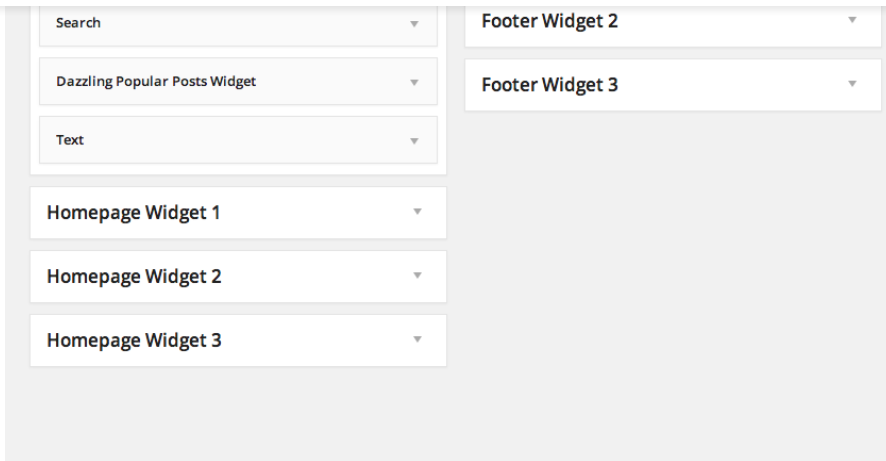 Search
Dazzling Popular Posts Widget
Text
Homepage Widget 1
Homepage Widget 2
Homepage Widget 3
Footer Widget 2
Footer Widget 3